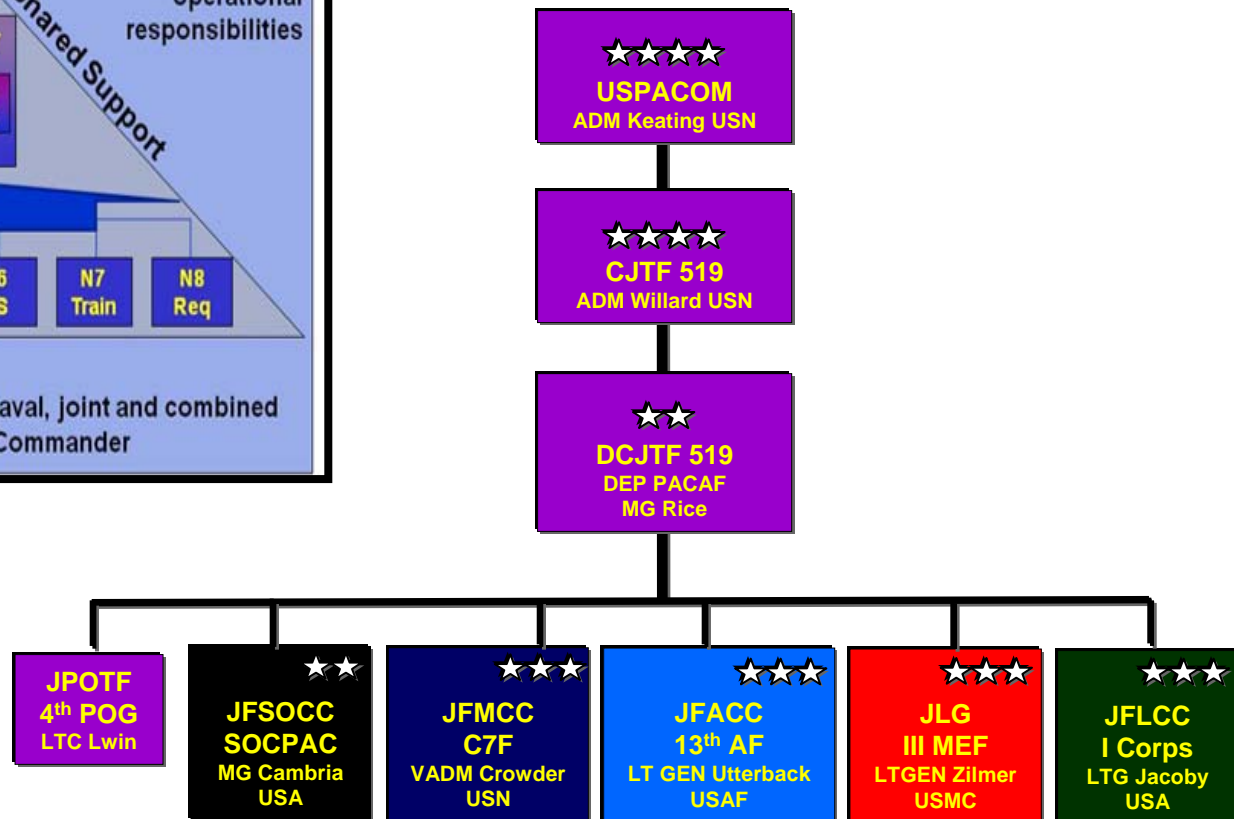 responsibilities
Shared Support
N7
Train
N8
Req
joint and combined
Commander
USPACOM
ADM Keating USN
CJTF 519
ADM Willard USN
DCJTF 519
DEP PACAF
MG Rice
JPOTF
4th POG
LTC Lwin
JFSOCC
SOCPAC
MG Cambria
USA
JFMCC
C7F
VADM Crowder
USN
JFACC
13th AF
LT GEN Utterback
USAF
JLG
III MEF
LTGEN Zilmer
USMC
JFLCC
I Corps
LTG Jacoby
USA